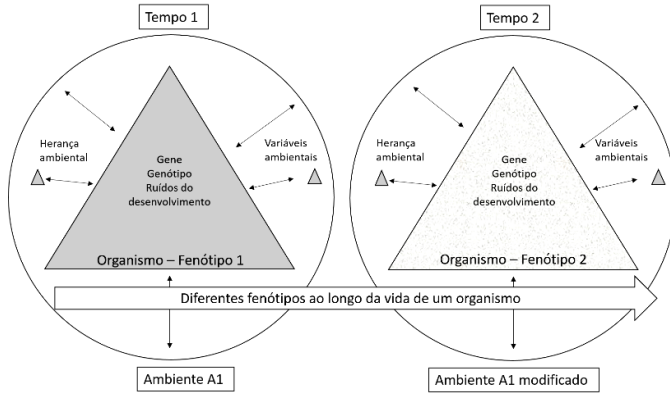 Tempo 1
Tempo 2
Herança
ambiental
Variáveis
ambientais
Gene
Genótipo
Ruídos do
desenvolvimento
Organismo – Fenótipo 1
Herança
ambiental
Variáveis
ambientais
Gene
Genótipo
Ruídos do
desenvolvimento
Organismo – Fenótipo 2
Diferentes fenótipos ao longo da vida de um organismo
Ambiente A1
Ambiente A1 modificado